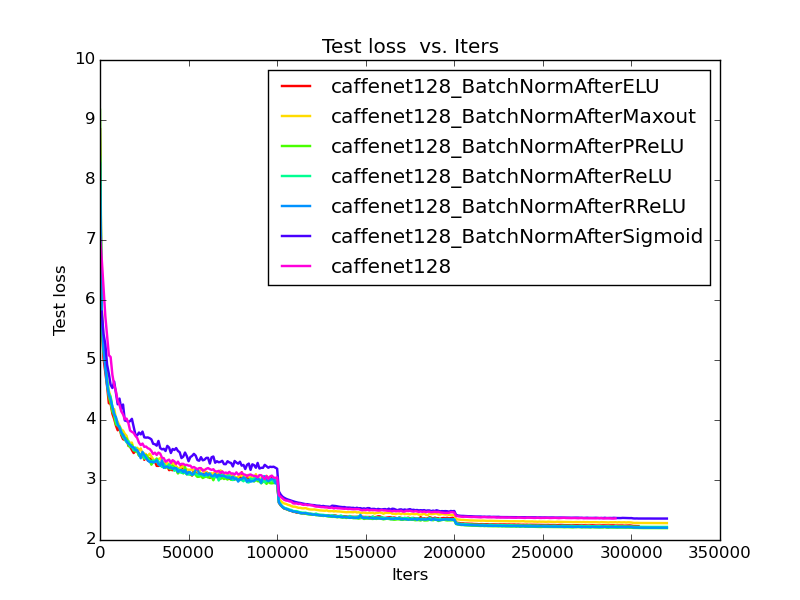 Test loss  vs. Iters
10
9
8
7
6
5
4
3
2
Test loss
caffenet128_BatchNormAfterELU
caffenet128_BatchNormAfterMaxout
caffenet128_BatchNormAfterPReLU
caffenet128_BatchNormAfterReLU
caffenet128_BatchNormAfterRReLU
caffenet128_BatchNormAfterSigmoid
caffenet128
0 50000 100000 150000 200000 250000 300000 350000
Iters